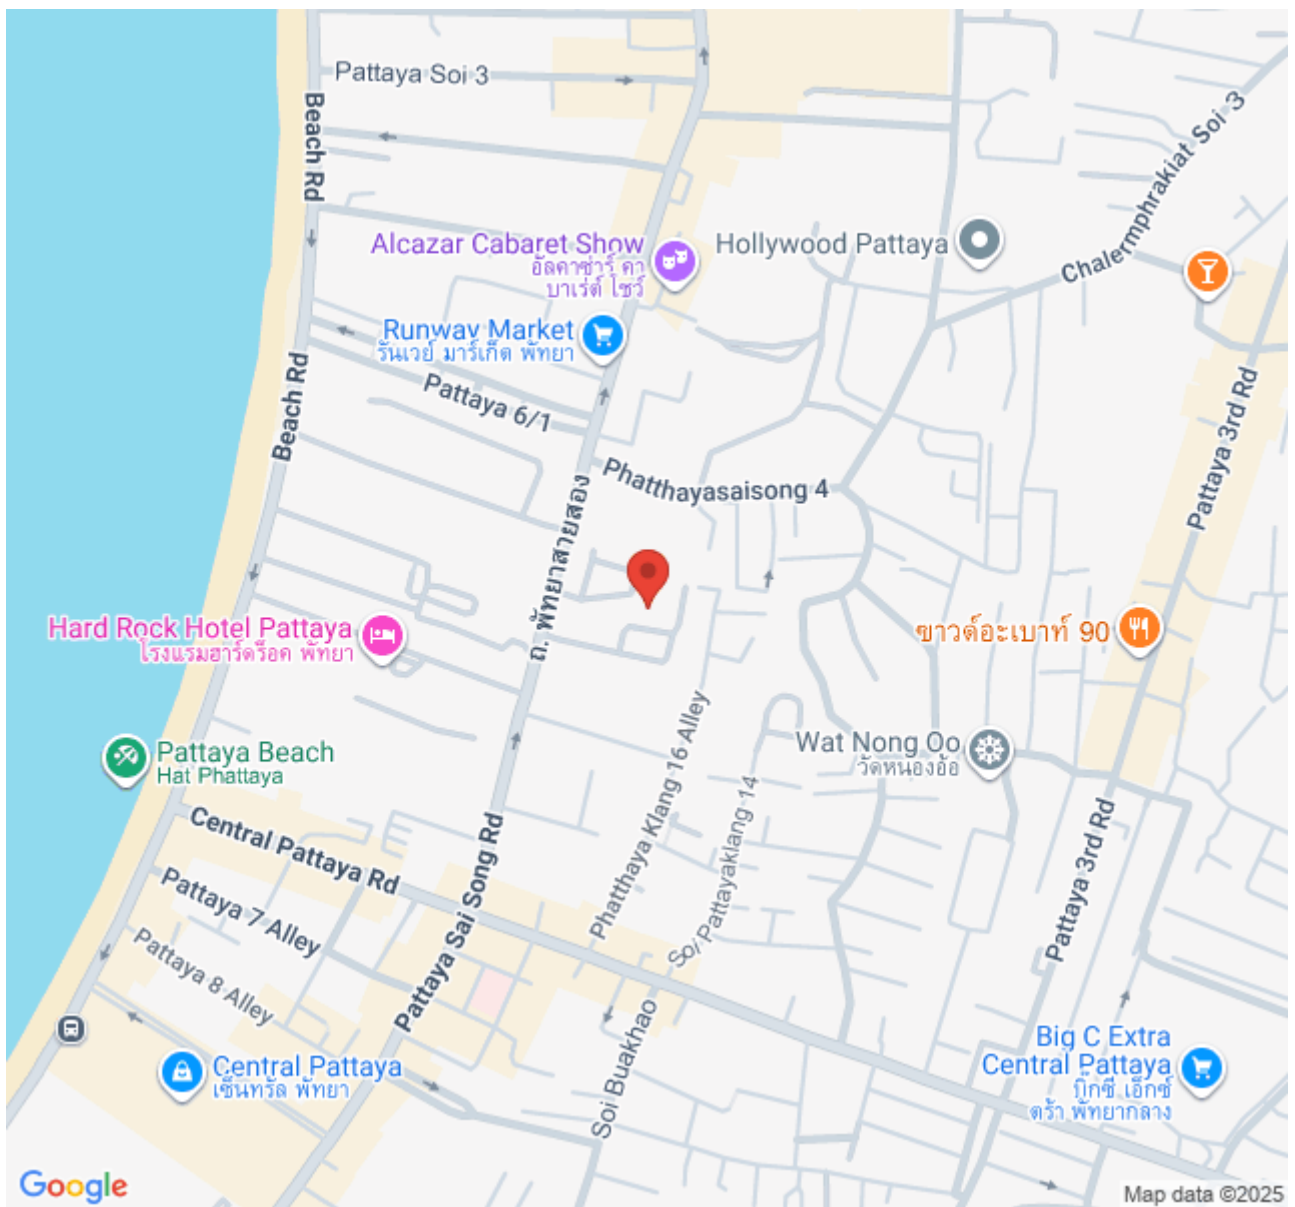 Pattaya Soi 3
Beach Rd
Chalermphrakiat Soi 3
Alcazar Cabaret Show
อัลคาซ่าร์ คา
บาเร่ต์ โชว์
Hollywood Pattaya
Runway Market
รันเวย์ มาร์เก็ต พัทยา
Beach Rd
Pattaya 6/1
Pattaya 3rd Rd
Phatthayasaisong 4
ถ. พัทยาสายสอง
Hard Rock Hotel Pattaya
โรงแรมฮาร์ดร็อค พัทยา
ขาวด์อะเบาท์ 90
Pattaya Beach
Hat Phattaya
Wat Nong Oo
วัดหนองอ้อ
Phatthaya Klang 16 Alley
Soi Pattayaklang 14
Central Pattaya Rd
Pattaya Sai Song Rd
Pattaya 3rd Rd
Pattaya 7 Alley
Pattaya 8 Alley
Soi Buakhao
Central Pattaya
เซ็นทรัล พัทยา
Big C Extra
Central Pattaya
บิ๊กซี เอ็กซ์
ตร้า พัทยากลาง
Google
Map data ©2025